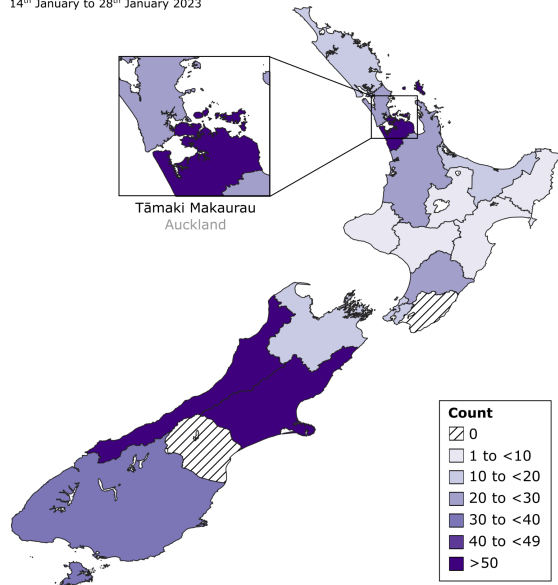 14th January to 28th January 2023
Tāmaki Makaurau
Auckland
Count
0
1 to <10
10 to <20
20 to <30
30 to <40
40 to <49
>50